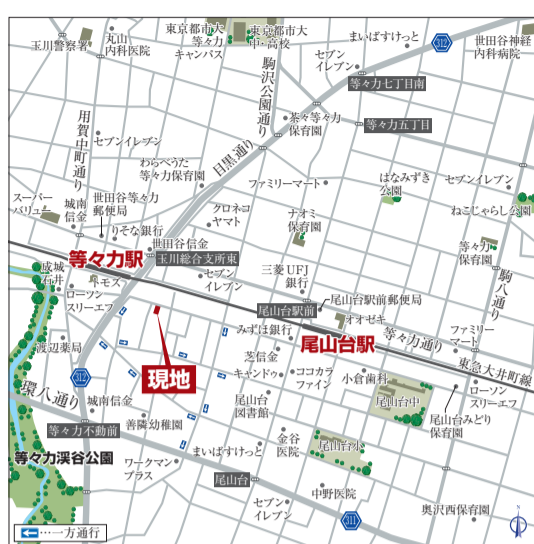 玉川警察署
丸山
内科医院
東京都市大
等々力
キャンパス
東京都市大
中・高校
まいばすけっと
312
世田谷神経
内科病院
セブン
イレブン
等々力七丁目南
駒沢公園通り
用賀中町通り
茶々等々力
保育園
等々力五丁目
セブンイレブン
わらべうた
等々力保育園
目黒通り
ファミリーマート
はなみずき
公園
セブンイレブン
スーパー
バリュー
城南
信金
世田谷等々力
郵便局
りそな銀行
クロネコ
ヤマト
ナオミ
保育園
ねこじゃらし公園
世田谷信金
玉川総合支所東
等々力
保育園
駒八通り
等々力駅
成城
石井
モス
ローソン
スリーエフ
セブン
イレブン
三菱UFJ
銀行
尾山台駅前
尾山台駅前郵便局
オオゼキ
みずほ銀行
尾山台駅
等々力通り
ファミリー
マート
東急大井町線
渡辺薬局
現地
芝信金
キャンドゥ
ココカラ
ファイン
小倉歯科
312
環八通り
城南信金
尾山台
図書館
尾山台中
ローソン
スリーエフ
尾山台みどり
保育園
善隣幼稚園
等々力不動前
等々力渓谷公園
まいばすけっと
金谷
医院
尾山台小
ワークマン
プラス
尾山台
中野医院
セブン
イレブン
311
奥沢西保育園
…一方通行